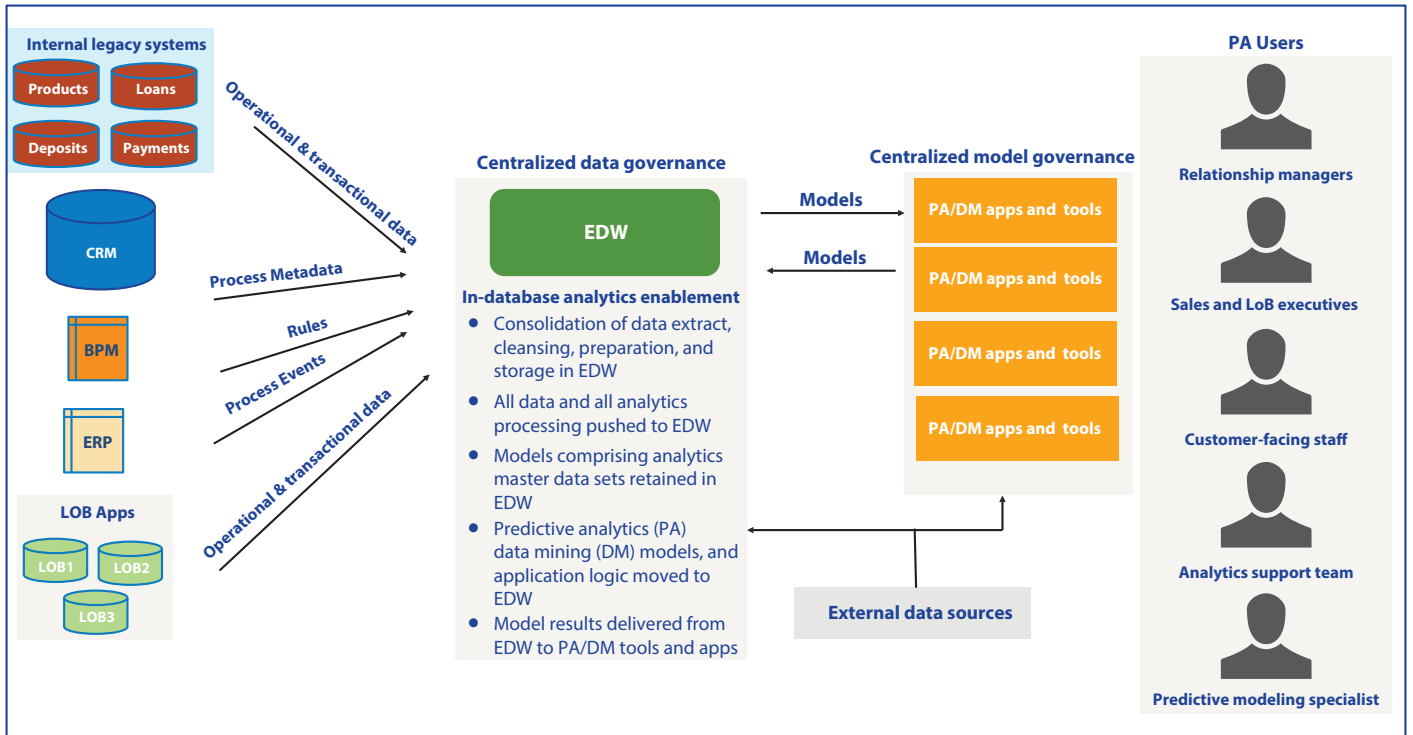 Internal legacy systems
Products
Loans
Deposits
Payments
CRM
BPM
ERP
LOB Apps
LOB1
LOB2
LOB3
Operational & transactional data
Process Metadata
Rules
Process Events
Operational & transactional data
Centralized data governance
EDW
In-database analytics enablement
• Consolidation of data extract,
cleansing, preparation, and
storage in EDW
• All data and all analytics
processing pushed to EDW
• Models comprising analytics
master data sets retained in
EDW
• Predictive analytics (PA)
data mining (DM) models, and
application logic moved to
EDW
• Model results delivered from
EDW to PA/DM tools and apps
Models
Models
Centralized model governance
PA/DM apps and tools
PA/DM apps and tools
PA/DM apps and tools
PA/DM apps and tools
External data sources
PA Users
Relationship managers
Sales and LoB executives
Customer-facing staff
Analytics support team
Predictive modeling specialist